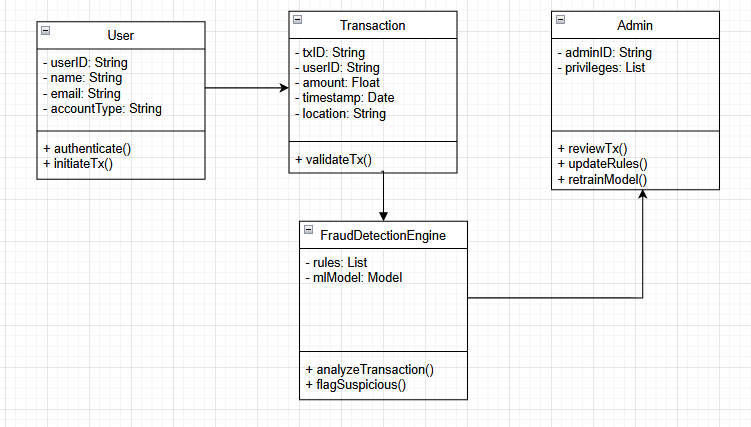 User
- userID: String
- name: String
- email: String
- accountType: String
+ authenticate()
+ initiateTx()
Transaction
- txID: String
- userID: String
- amount: Float
- timestamp: Date
- location: String
+ validateTx()
Admin
- adminID: String
- privileges: List
+ reviewTx()
+ updateRules()
+ retrainModel()
FraudDetectionEngine
- rules: List
- mlModel: Model
+ analyzeTransaction()
+ flagSuspicious()